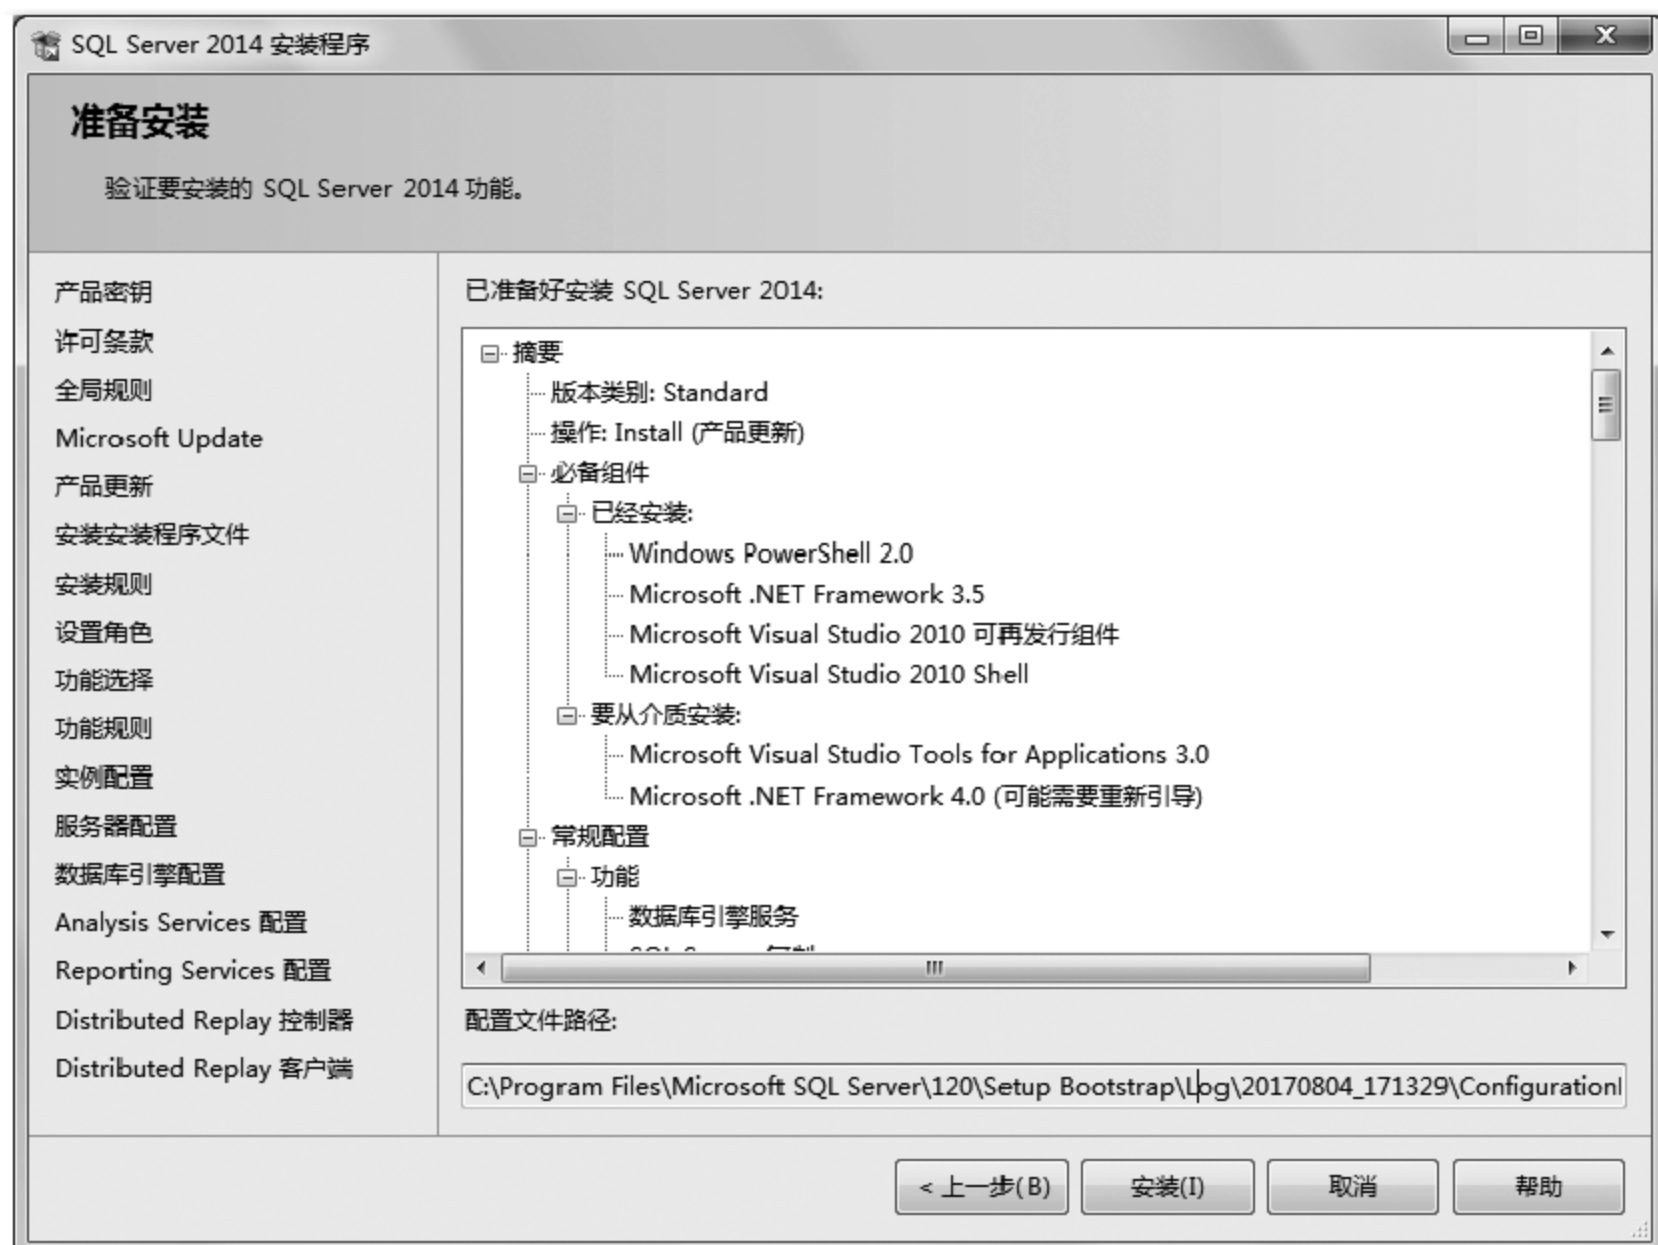 SQL Server 2014 安装程序
准备安装
验证要安装的 SQL Server 2014 功能。
产品密钥
许可条款
全局规则
Microsoft Update
产品更新
安装安装程序文件
安装规则
设置角色
功能选择
功能规则
实例配置
服务器配置
数据库引擎配置
Analysis Services 配置
Reporting Services 配置
Distributed Replay 控制器
Distributed Replay 客户端
已准备好安装 SQL Server 2014:
摘要
版本类别: Standard
操作: Install (产品更新)
必备组件
已经安装:
Windows PowerShell 2.0
Microsoft .NET Framework 3.5
Microsoft Visual Studio 2010 可再发行组件
Microsoft Visual Studio 2010 Shell
要从介质安装:
Microsoft Visual Studio Tools for Applications 3.0
Microsoft .NET Framework 4.0 (可能需要重新引导)
常规配置
功能
数据库引擎服务
配置文件路径:
C:\Program Files\Microsoft SQL Server\120\Setup Bootstrap\Log\20170804_171329\Configuration
< 上一步(B) 安装(I) 取消 帮助